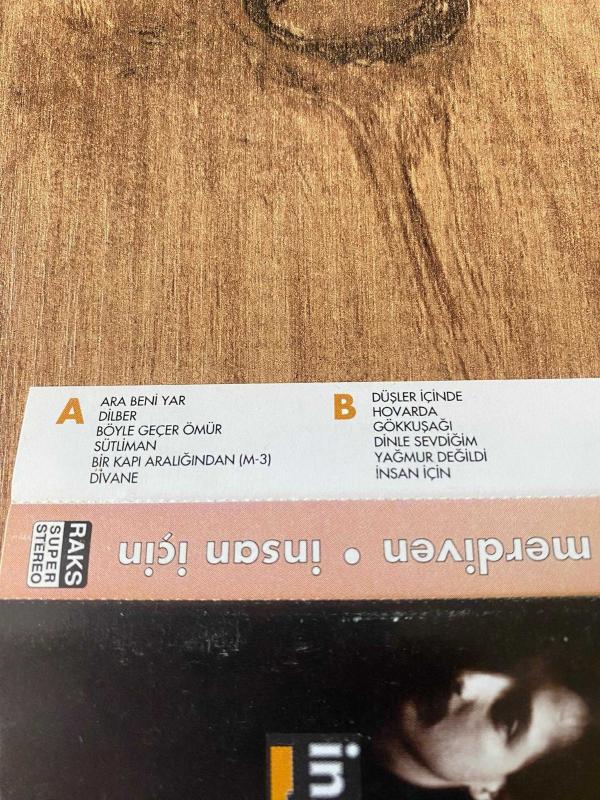 A
ARA BENİ YAR
DİLBER
BÖYLE GEÇER ÖMÜR
SÜTLİMAN
BİR KAPI ARALIĞINDAN (M-3)
DİVANE
B
DÜŞLER İÇİNDE
HOVARDA
GÖKKUŞAĞI
DİNLE SEVDİĞİM
YAĞMUR DEĞİLDİ
İNSAN İÇİN
merdiven • insan için
RAKS
SUPER
STEREO
in